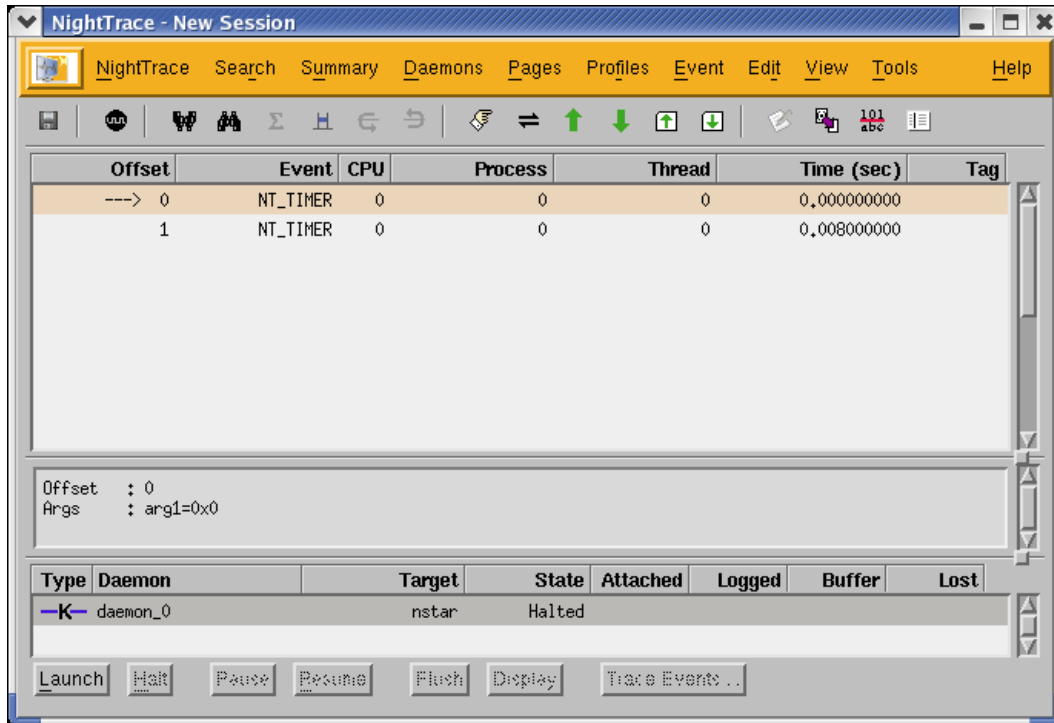 NightTrace - New Session
NightTrace Search Summary Daemons Pages Profiles Event Edit View Tools Help
101
abc
Offset Event CPU Process Thread Time (sec) Tag
---> 0 NT_TIMER 0 0 0 0.000000000
1 NT_TIMER 0 0 0 0.008000000
Offset : 0
Args : arg1=0x0
Type Daemon Target State Attached Logged Buffer Lost
K daemon_0 nstar Halted
Launch Halt Pause Resume Flush Display Trace Events ...